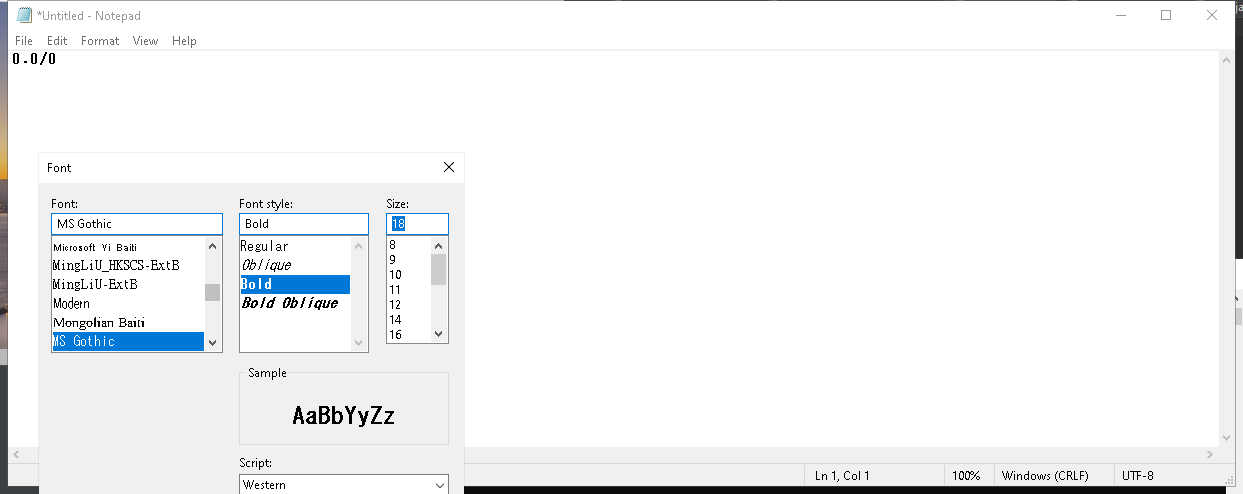 *Untitled - Notepad
File Edit Format View Help
0.0/0
Font
Font: Font style: Size:
MS Gothic Bold 18
Microsoft Yi Baiti
MingLiU_HKSCS-ExtB
MingLiU-ExtB
Modern
Mongolian Baiti
MS Gothic
Regular
Oblique
Bold
Bold Oblique
8
9
10
11
12
14
16
Sample
AaBbYyZz
Script:
Western
Ln 1, Col 1 100% Windows (CRLF) UTF-8